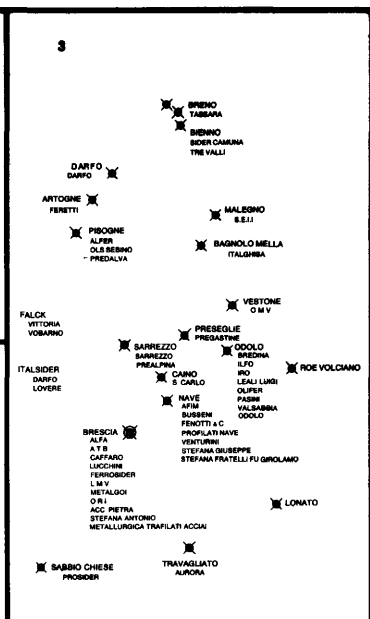 3
BRENO
TASSARA
BIENNO
SIDER CAMUNA
TRE VALLI
DARFO
DARFO
ARTOGNE
FERETTI
MALEGNO
S.E.I.I
PISOGNE
ALFER
OLS SEBINO
PREDALVA
BAGNOLO MELLA
ITALGHISA
VESTONE
O M V
FALCK
VITTORIA
VOBARNO
PRESEGLIE
PREGASTINE
SAREZZO
SAREZZO
PREALPINA
ODOLO
BREDINA
ILFO
IRO
LEALI LUIGI
OLIFER
PASINI
VALSABBIA
ODOLO
ITALSIDER
DARFO
LOVERE
ROE VOLCIANO
CAINO
S CARLO
NAVE
AFIM
BUSSENI
FENOTTI & C
PROFILATI NAVE
VENTURINI
STEFANA GIUSEPPE
STEFANA FRATELLI FU GIROLAMO
BRESCIA
ALFA
A T B
CAFFARO
LUCCHINI
FERROSIDER
L M V
METALGOI
O R I
ACC PIETRA
STEFANA ANTONIO
METALLURGICA TRAFILATI ACCIAI
LONATO
TRAVAGLIATO
AURORA
SABBIO CHIESE
PROSIDER